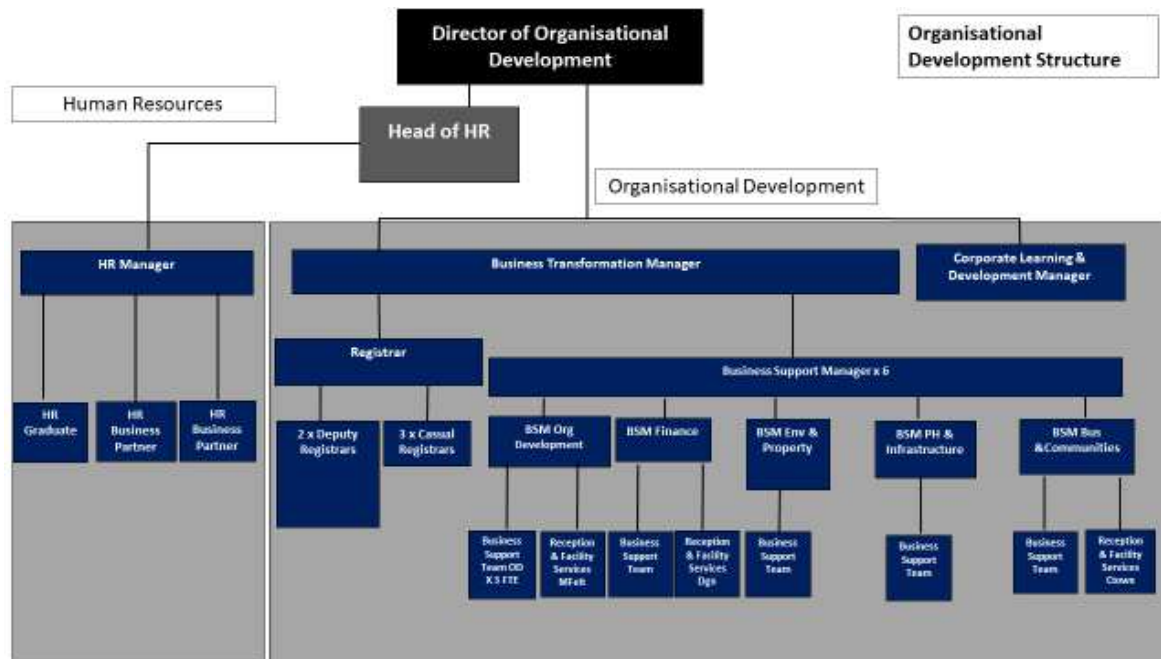 Director of Organisational
Development
Organisational
Development Structure
Human Resources
Head of HR
Organisational Development
HR Manager
Business Transformation Manager
Corporate Learning &
Development Manager
Registrar
Business Support Manager x 6
HR
Graduate
HR
Business
Partner
HR
Business
Partner
2 x Deputy
Registrars
3 x Casual
Registrars
BSM Org
Development
BSM Finance
BSM Env &
Property
BSM PH &
Infrastructure
BSM Bus
&Communities
Business
Support
Team OD
X 5 FTE
Reception
& Facility
Services
MFelt
Business
Support
Team
Reception
& Facility
Services
Dgn
Business
Support
Team
Business
Support
Team
Business
Support
Team
Reception
& Facility
Services